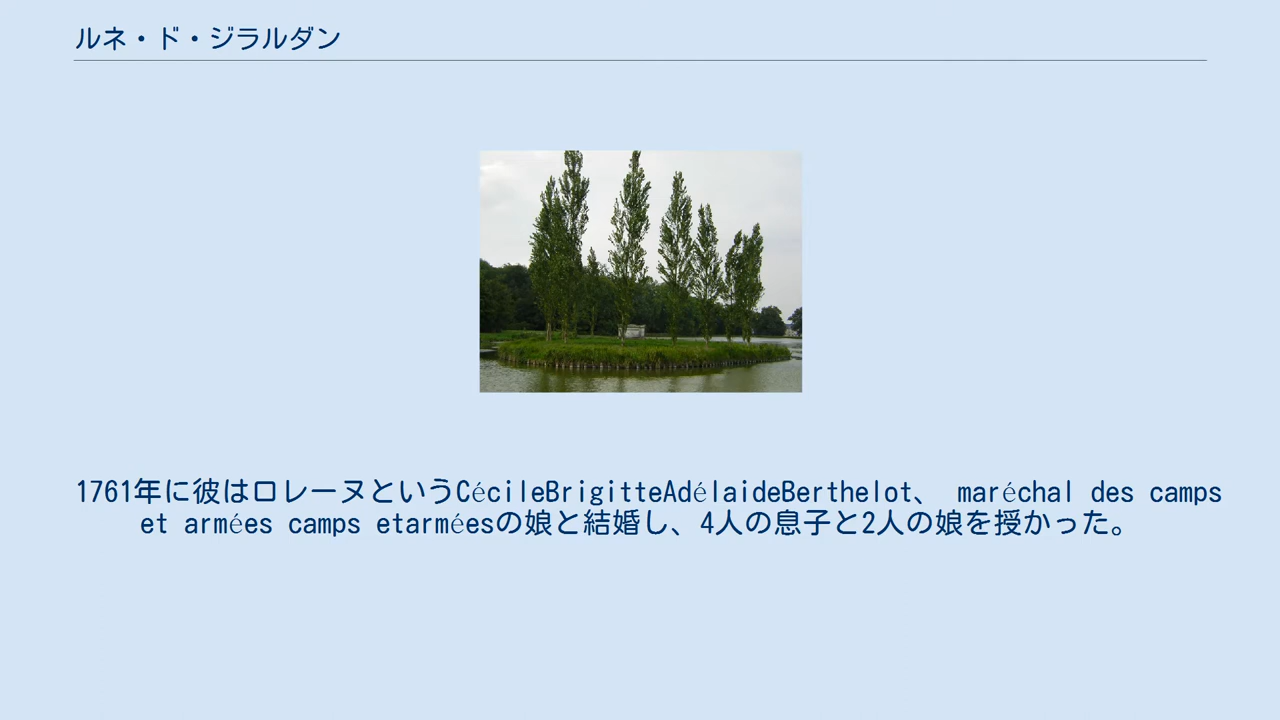 ルネ・ド・ジラルダン
1761年に彼はロレーヌというCécileBrigitteAdélaideBerthelot、 maréchal des camps
et armées camps etarméesの娘と結婚し、4人の息子と2人の娘を授かった。